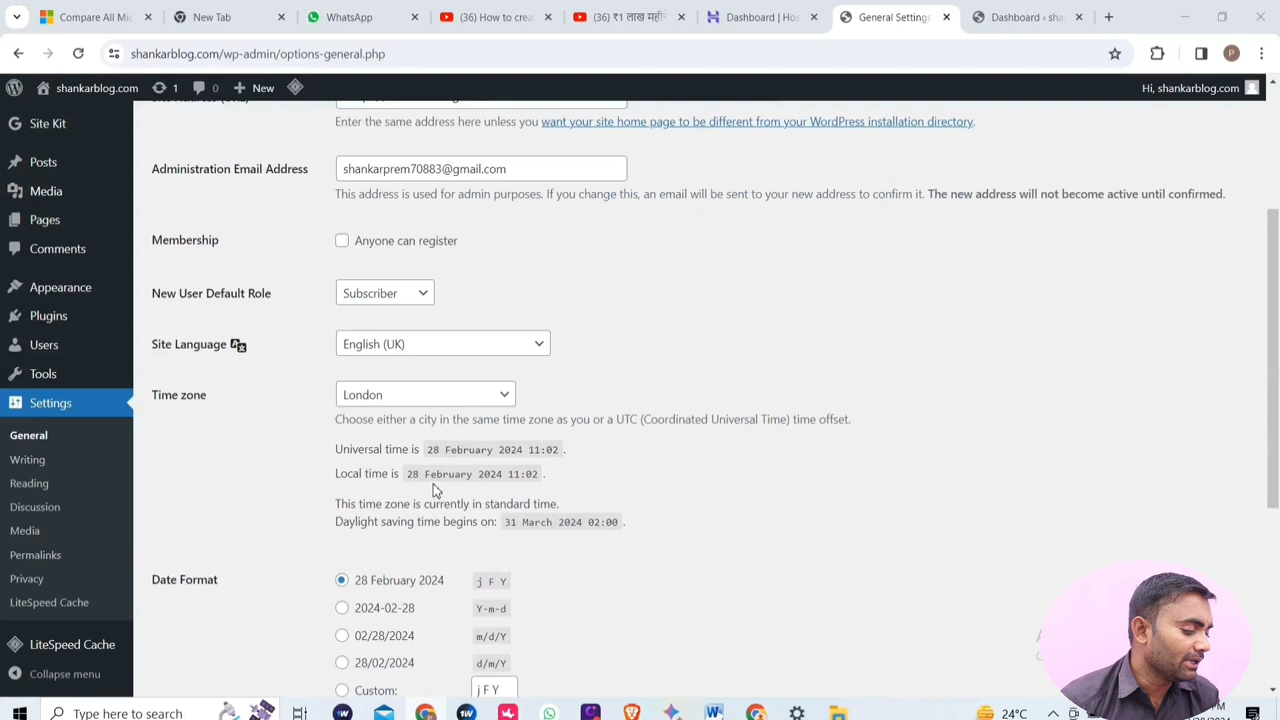 Compare All Mic
New Tab
WhatsApp
(36) How to crea
(36) ₹1 लाख महीन
Dashboard | Hos
General Settings
Dashboard ‹ sha
shankarblog.com/wp-admin/options-general.php
P
shankarblog.com
1
0
New
Hi, shankarblog.com
Enter the same address here unless you want your site home page to be different from your WordPress installation directory.
Site Kit
Administration Email Address
shankarprem70883@gmail.com
This address is used for admin purposes. If you change this, an email will be sent to your new address to confirm it. The new address will not become active until confirmed.
Posts
Media
Pages
Comments
Appearance
Plugins
Users
Tools
Settings
General
Writing
Reading
Discussion
Media
Permalinks
Privacy
LiteSpeed Cache
LiteSpeed Cache
Collapse menu
Membership
Anyone can register
New User Default Role
Subscriber
Site Language
English (UK)
Time zone
London
Choose either a city in the same time zone as you or a UTC (Coordinated Universal Time) time offset.
Universal time is 28 February 2024 11:02 .
Local time is 28 February 2024 11:02 .
This time zone is currently in standard time.
Daylight saving time begins on: 31 March 2024 02:00 .
Date Format
28 February 2024 j F Y
2024-02-28 Y-m-d
02/28/2024 m/d/Y
28/02/2024 d/m/Y
Custom: j F Y
Type here to search
24°C